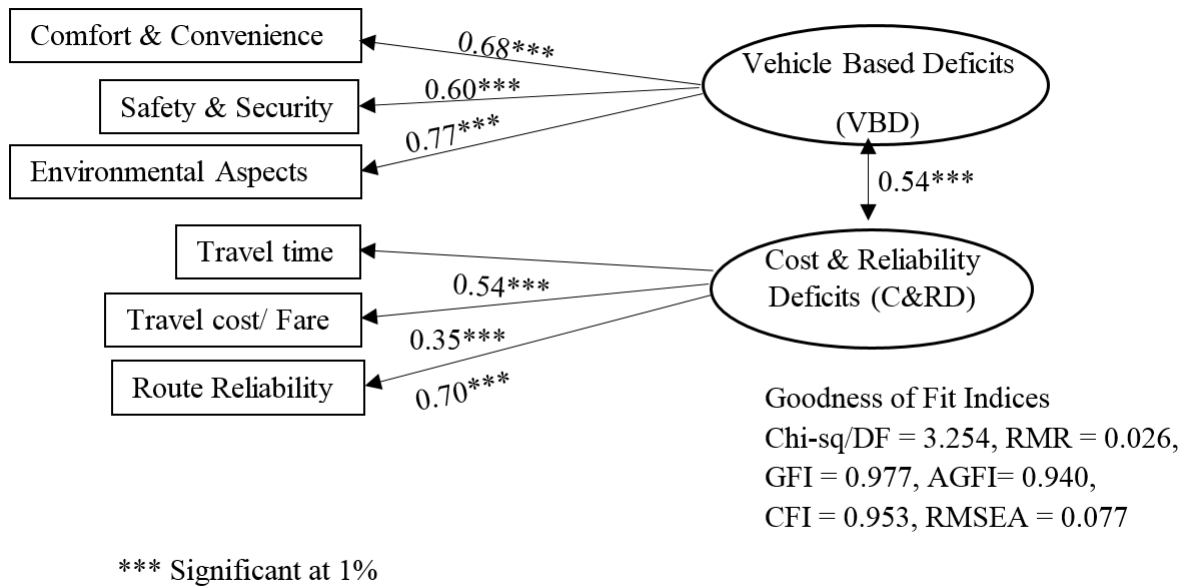 Comfort & Convenience
0.68***
Vehicle Based Deficits
(VBD)
Safety & Security
0.60***
Environmental Aspects
0.77***
0.54***
Travel time
Cost & Reliability
Deficits (C&RD)
0.54***
Travel cost/ Fare
0.35***
Route Reliability
0.70***
Goodness of Fit Indices
Chi-sq/DF = 3.254, RMR = 0.026,
GFI = 0.977, AGFI= 0.940,
CFI = 0.953, RMSEA = 0.077
*** Significant at 1%